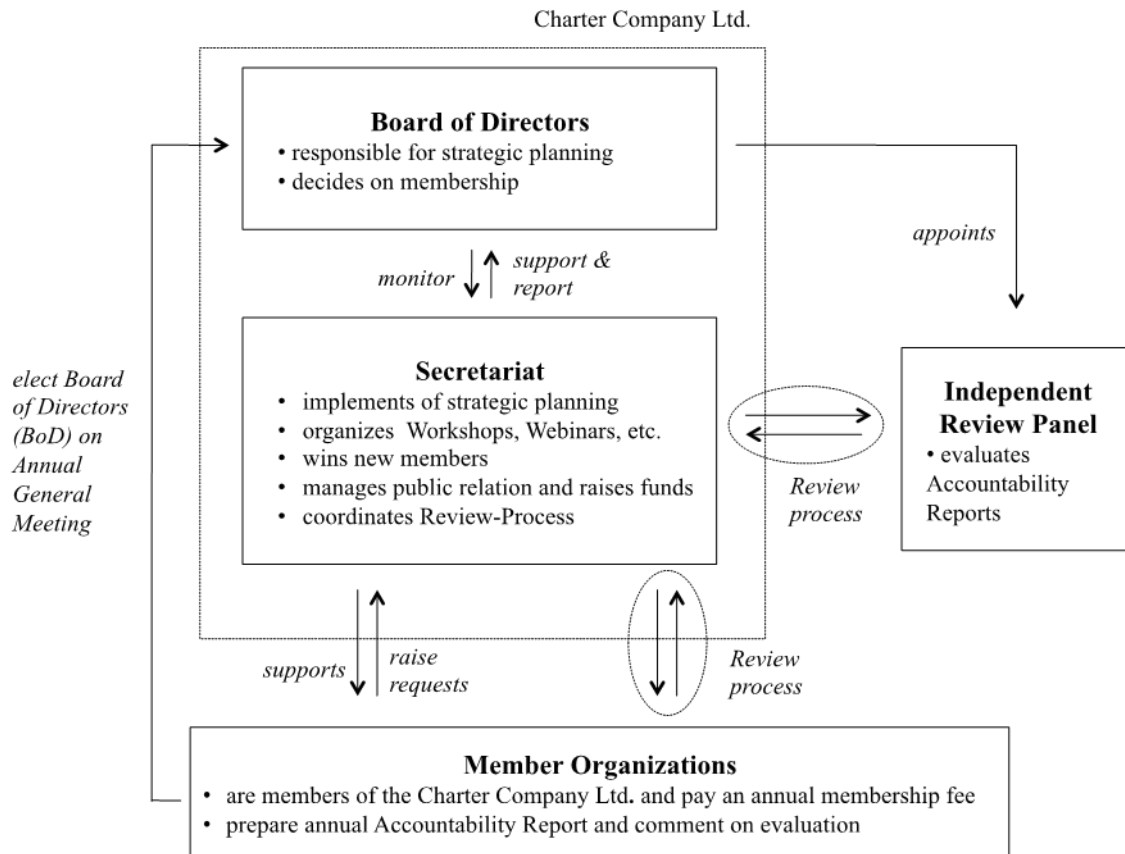 Charter Company Ltd.
Board of Directors
• responsible for strategic planning
• decides on membership
appoints
monitor
support &
report
elect Board
of Directors
(BoD) on
Annual
General
Meeting
Secretariat
• implements of strategic planning
• organizes Workshops, Webinars, etc.
• wins new members
• manages public relation and raises funds
• coordinates Review-Process
Review
process
Independent
Review Panel
• evaluates
Accountability
Reports
supports
raise
requests
Review
process
Member Organizations
• are members of the Charter Company Ltd. and pay an annual membership fee
• prepare annual Accountability Report and comment on evaluation